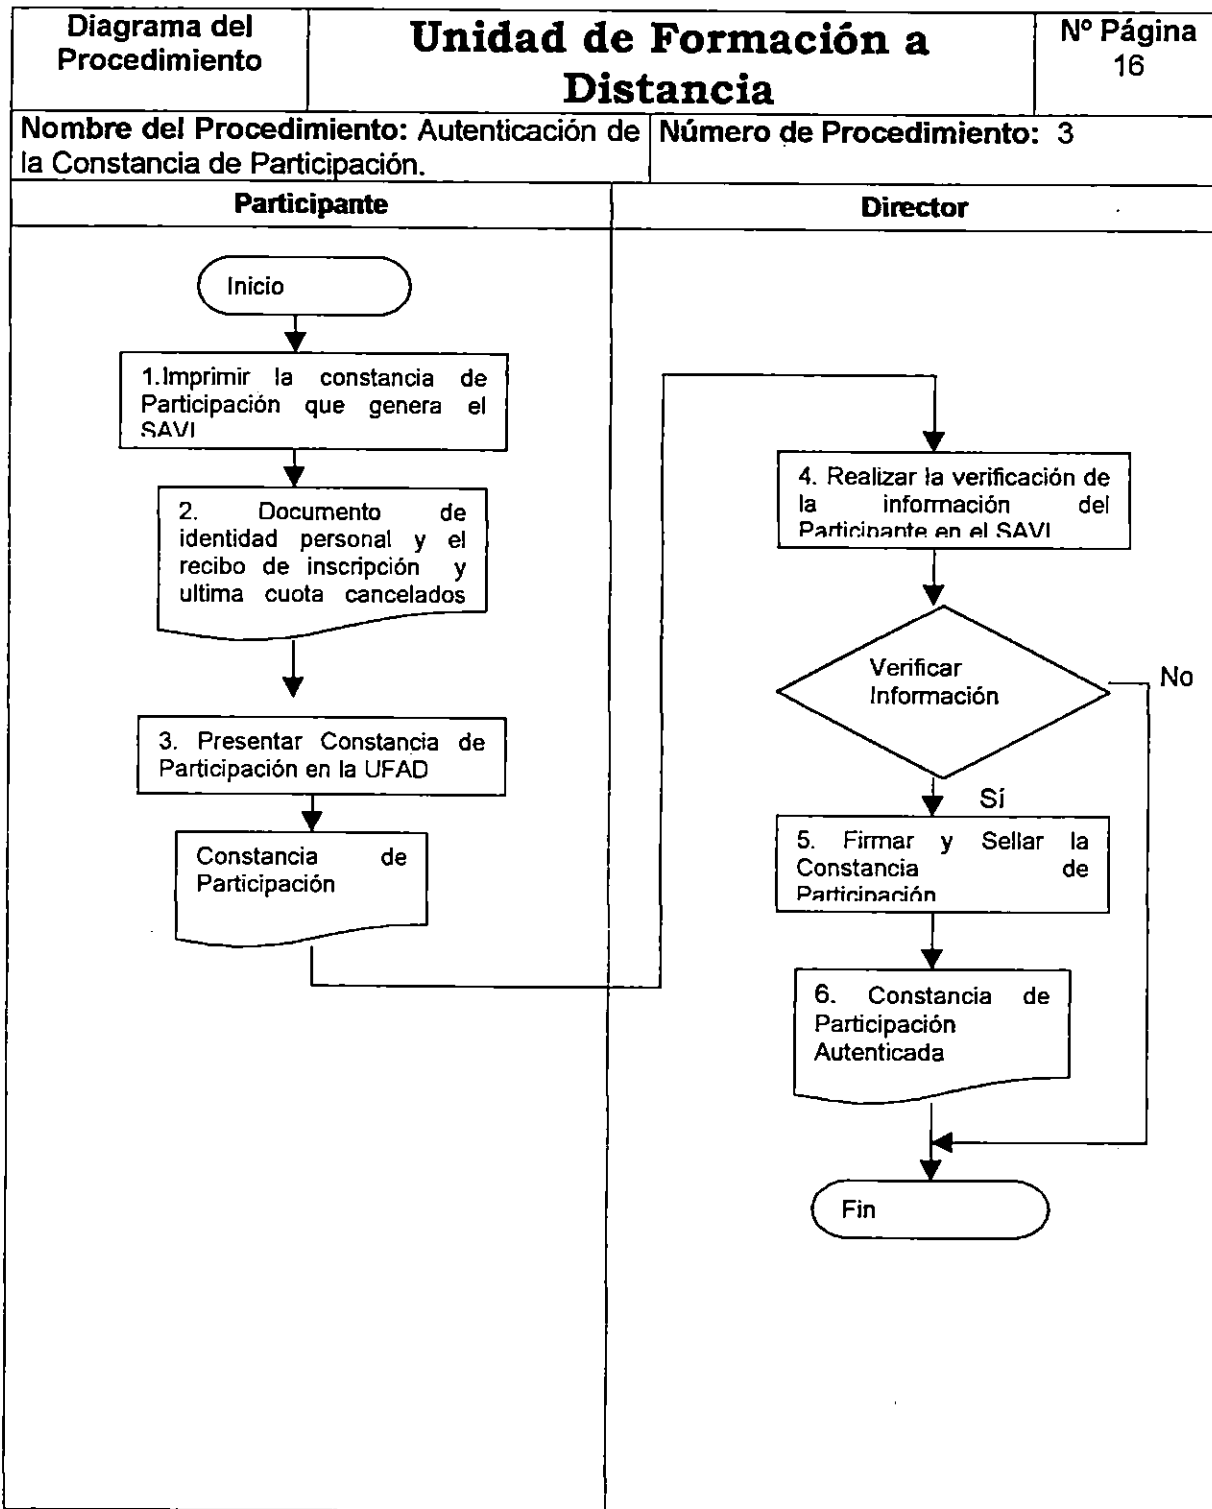 Diagrama del
Procedimiento
Unidad de Formación a
Distancia
Nº Página
16
Nombre del Procedimiento: Autenticación de
la Constancia de Participación.
Número de Procedimiento: 3
Participante
Director
Inicio
1.Imprimir la constancia de
Participación que genera el
SAVI
2. Documento de
identidad personal y el
recibo de inscripción y
ultima cuota cancelados
3. Presentar Constancia de
Participación en la UFAD
Constancia de
Participación
4. Realizar la verificación de
la información del
Participante en el SAVI
Verificar
Información
No
Sí
5. Firmar y Sellar la
Constancia de
Participación
6. Constancia de
Participación
Autenticada
Fin